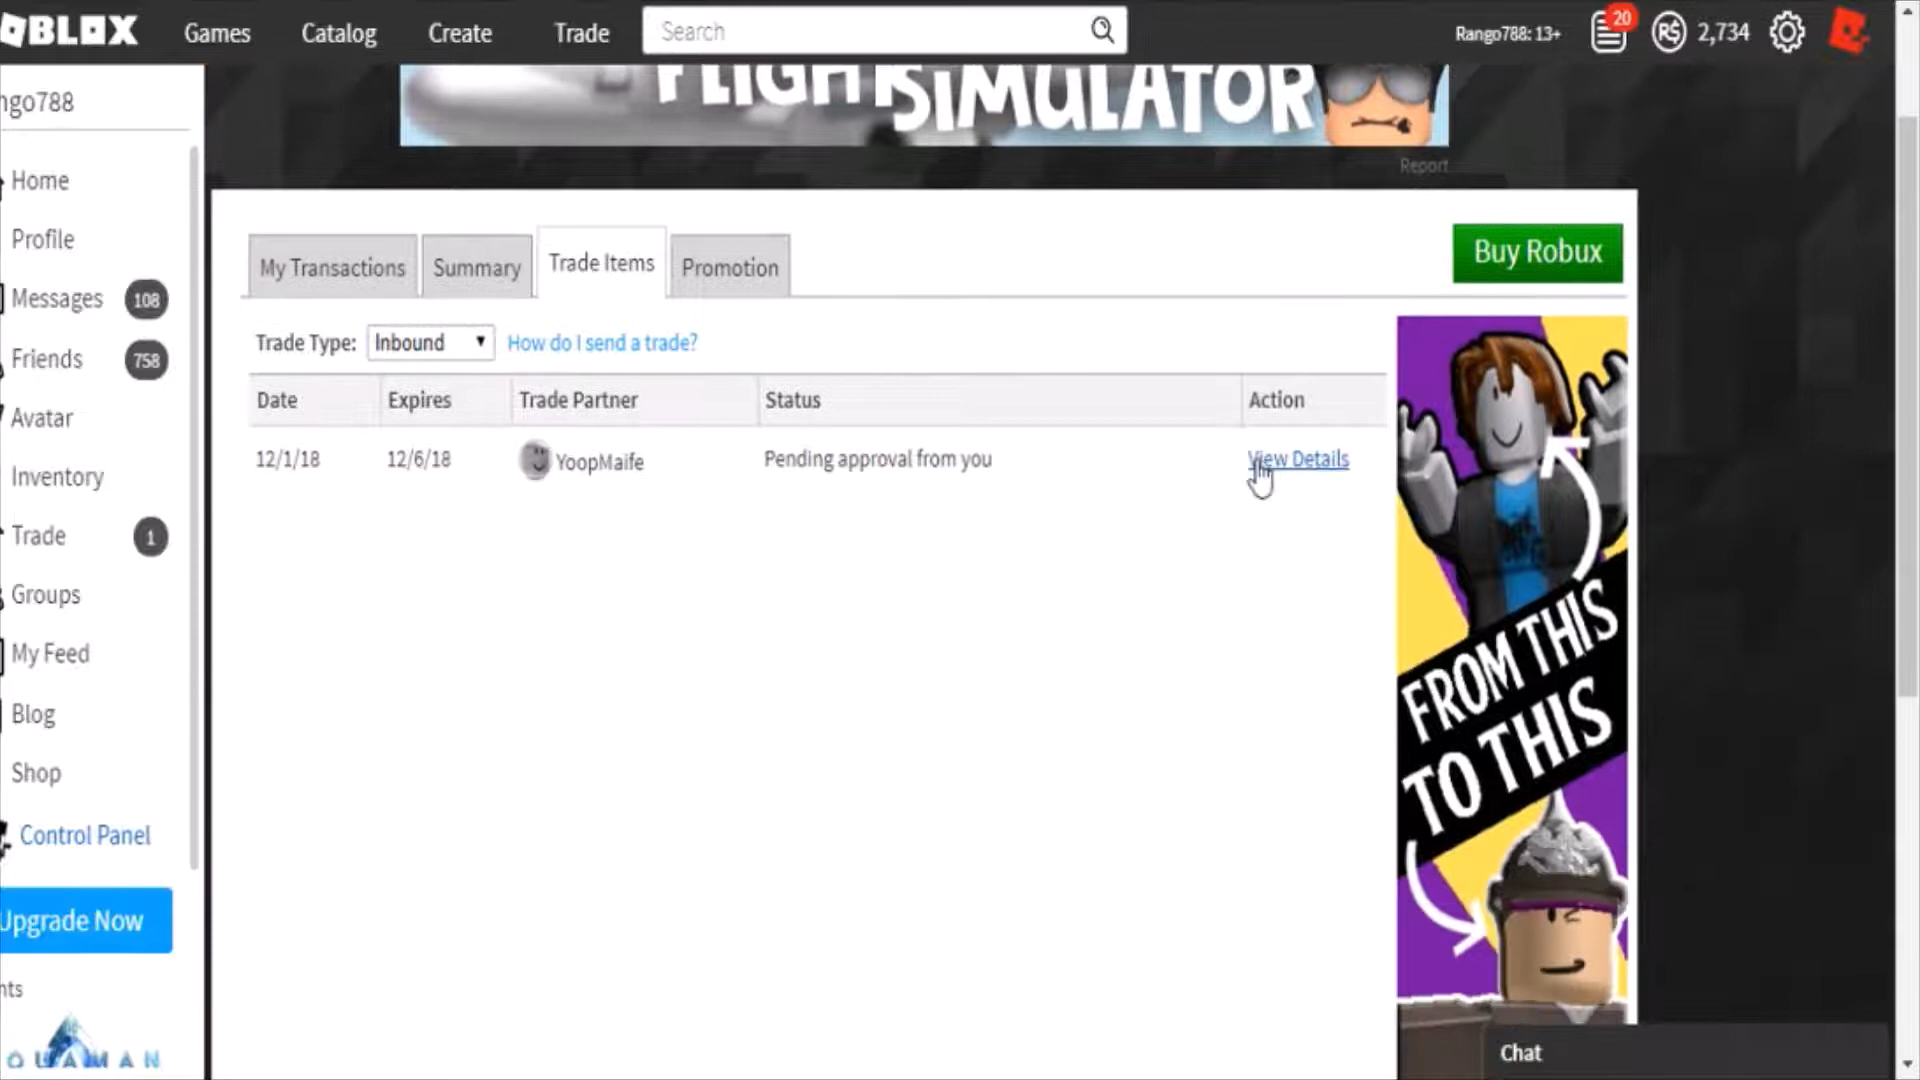 BLOX
Games
Catalog
Create
Trade
Search
Rango788: 13+
20
R$
2,734
FLIGHT SIMULATOR
Report
ngo788
Home
Profile
Messages 108
Friends 758
Avatar
Inventory
Trade 1
Groups
My Feed
Blog
Shop
Control Panel
Upgrade Now
nts
QUAMAN
My Transactions
Summary
Trade Items
Promotion
Buy Robux
Trade Type: Inbound How do I send a trade?
Date Expires Trade Partner Status Action
12/1/18 12/6/18 YoopMaife Pending approval from you View Details
FROM THIS
TO THIS
Chat